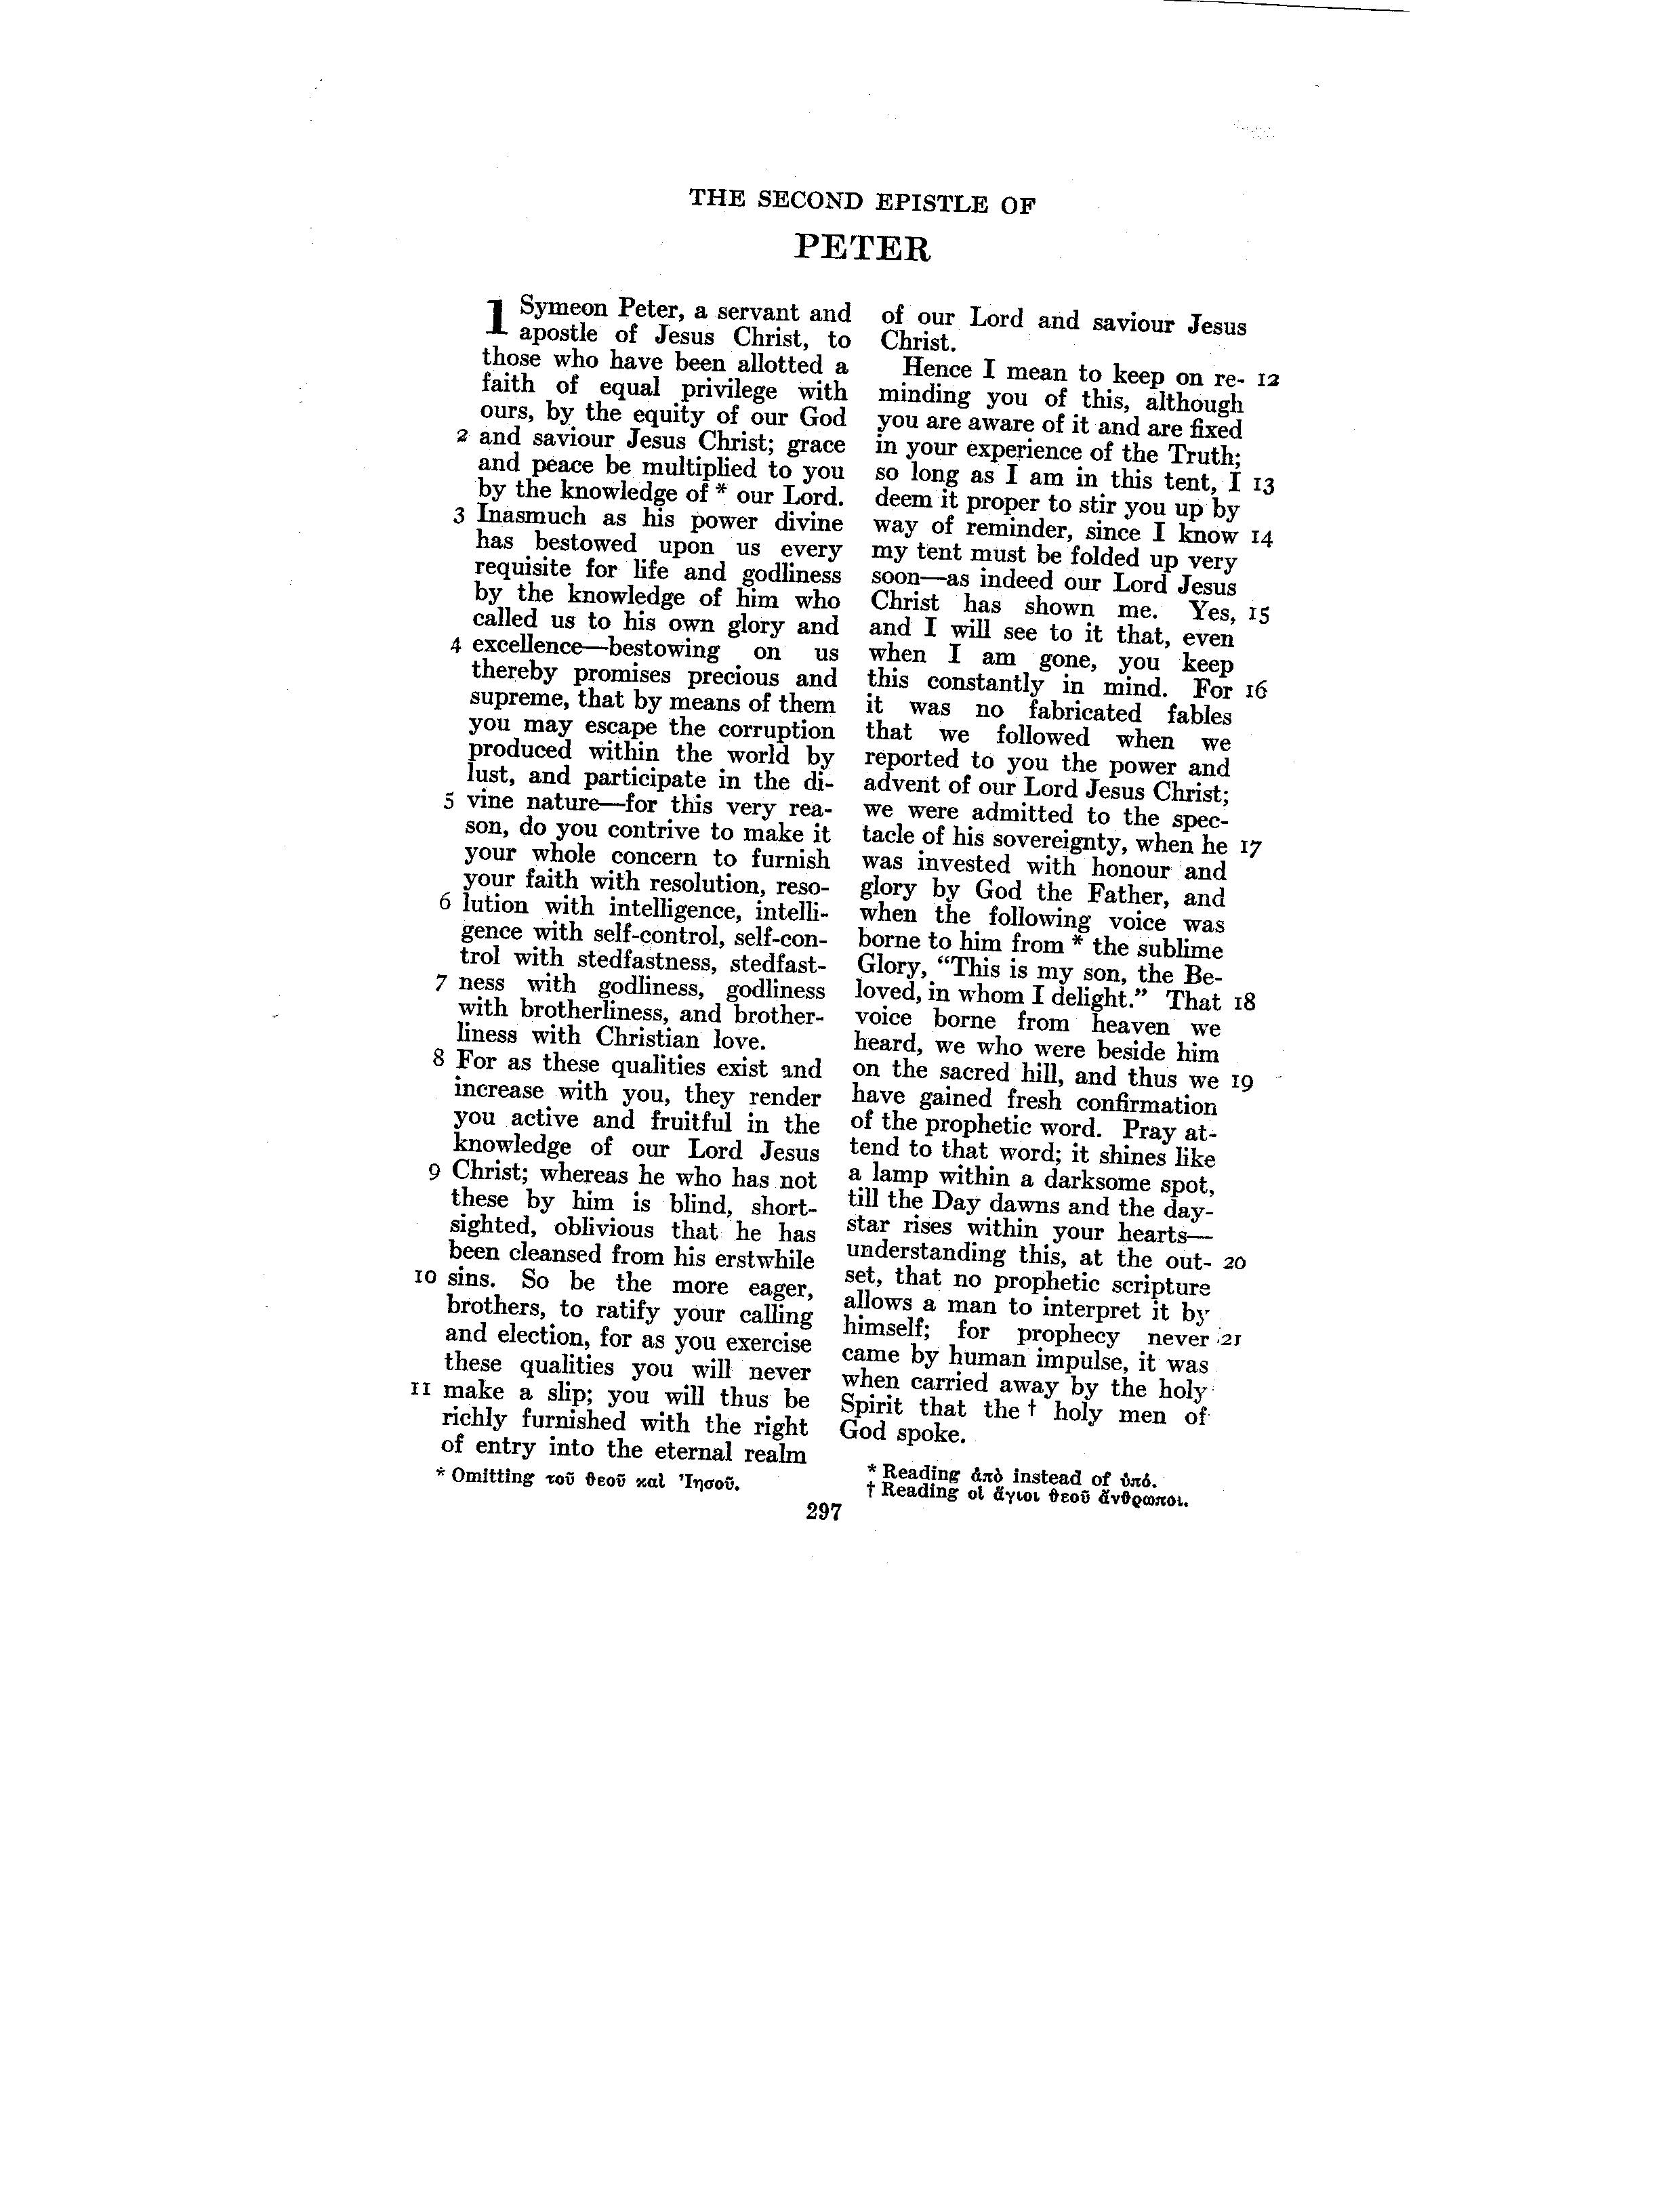 THE SECOND EPISTLE OF
PETER
1 Symeon Peter, a servant and
apostle of Jesus Christ, to
those who have been allotted a
faith of equal privilege with
ours, by the equity of our God
2 and saviour Jesus Christ; grace
and peace be multiplied to you
by the knowledge of * our Lord.
3 Inasmuch as his power divine
has bestowed upon us every
requisite for life and godliness
by the knowledge of him who
called us to his own glory and
4 excellence—bestowing on us
thereby promises precious and
supreme, that by means of them
you may escape the corruption
produced within the world by
lust, and participate in the di-
5 vine nature—for this very rea-
son, do you contrive to make it
your whole concern to furnish
your faith with resolution, reso-
6 lution with intelligence, intelli-
gence with self-control, self-con-
trol with stedfastness, stedfast-
7 ness with godliness, godliness
with brotherliness, and brother-
liness with Christian love.
8 For as these qualities exist and
increase with you, they render
you active and fruitful in the
knowledge of our Lord Jesus
9 Christ; whereas he who has not
these by him is blind, short-
sighted, oblivious that he has
been cleansed from his erstwhile
10 sins. So be the more eager,
brothers, to ratify your calling
and election, for as you exercise
these qualities you will never
11 make a slip; you will thus be
richly furnished with the right
of entry into the eternal realm
* Omitting τοῦ θεοῦ καὶ Ἰησοῦ.
of our Lord and saviour Jesus
Christ.
Hence I mean to keep on re- 12
minding you of this, although
you are aware of it and are fixed
in your experience of the Truth;
so long as I am in this tent, I 13
deem it proper to stir you up by
way of reminder, since I know 14
my tent must be folded up very
soon—as indeed our Lord Jesus
Christ has shown me. Yes, 15
and I will see to it that, even
when I am gone, you keep
this constantly in mind. For 16
it was no fabricated fables
that we followed when we
reported to you the power and
advent of our Lord Jesus Christ;
we were admitted to the spec-
tacle of his sovereignty, when he 17
was invested with honour and
glory by God the Father, and
when the following voice was
borne to him from * the sublime
Glory, “This is my son, the Be-
loved, in whom I delight.” That 18
voice borne from heaven we
heard, we who were beside him
on the sacred hill, and thus we 19
have gained fresh confirmation
of the prophetic word. Pray at-
tend to that word; it shines like
a lamp within a darksome spot,
till the Day dawns and the day-
star rises within your hearts—
understanding this, at the out- 20
set, that no prophetic scripture
allows a man to interpret it by
himself; for prophecy never 21
came by human impulse, it was
when carried away by the holy
Spirit that the † holy men of
God spoke.
* Reading ἀπὸ instead of ὑπό.
† Reading οἱ ἅγιοι θεοῦ ἄνθρωποι.
297